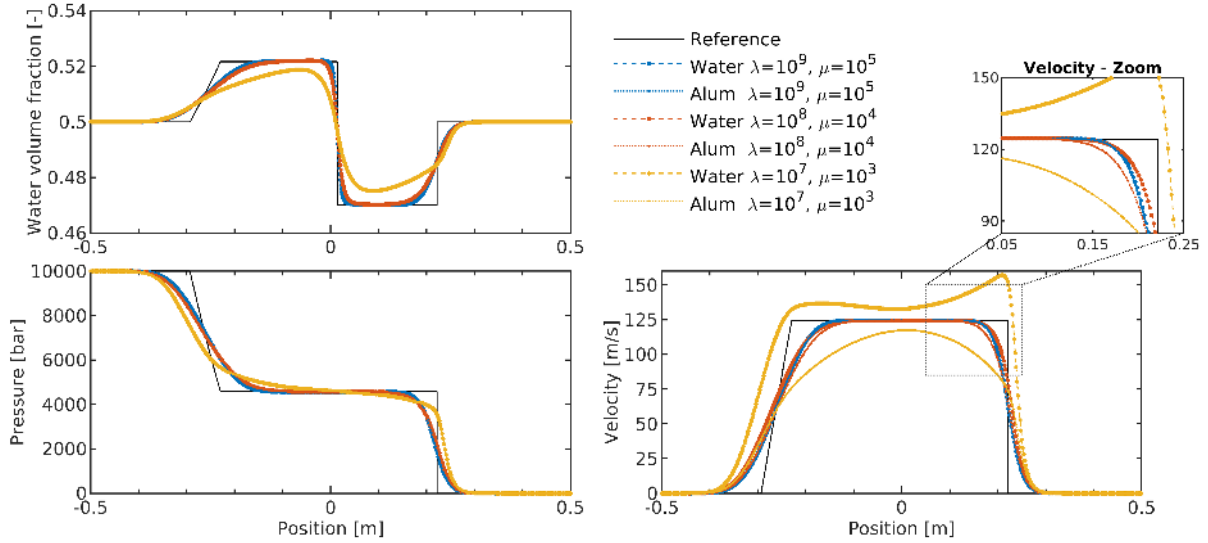 Water volume fraction [-]
0.54
0.52
0.5
0.48
0.46
-0.5
0
0.5
Reference
Water λ=10⁹, μ=10⁵
Alum λ=10⁹, μ=10⁵
Water λ=10⁸, μ=10⁴
Alum λ=10⁸, μ=10⁴
Water λ=10⁷, μ=10³
Alum λ=10⁷, μ=10³
Velocity - Zoom
150
120
90
0.05
0.15
0.25
Pressure [bar]
10000
8000
6000
4000
2000
0
-0.5
0
0.5
Position [m]
Velocity [m/s]
150
125
100
75
50
25
0
-0.5
0
0.5
Position [m]